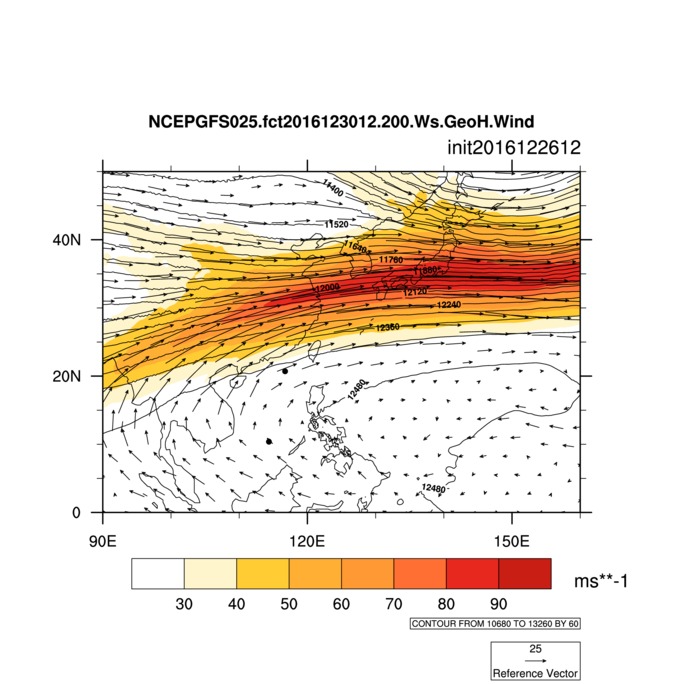 NCEPGFS025.fct2016123012.200.Ws.GeoH.Wind
init2016122612
11400
11520
11640
11760
11880
12000
12120
12240
12360
12480
12480
40N
20N
0
90E 120E 150E
30 40 50 60 70 80 90
ms**-1
CONTOUR FROM 10680 TO 13260 BY 60
25
Reference Vector